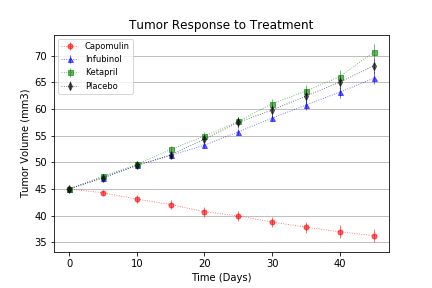 Tumor Response to Treatment
Capomulin
Infubinol
Ketapril
Placebo
Tumor Volume (mm3)
70
65
60
55
50
45
40
35
0 10 20 30 40
Time (Days)